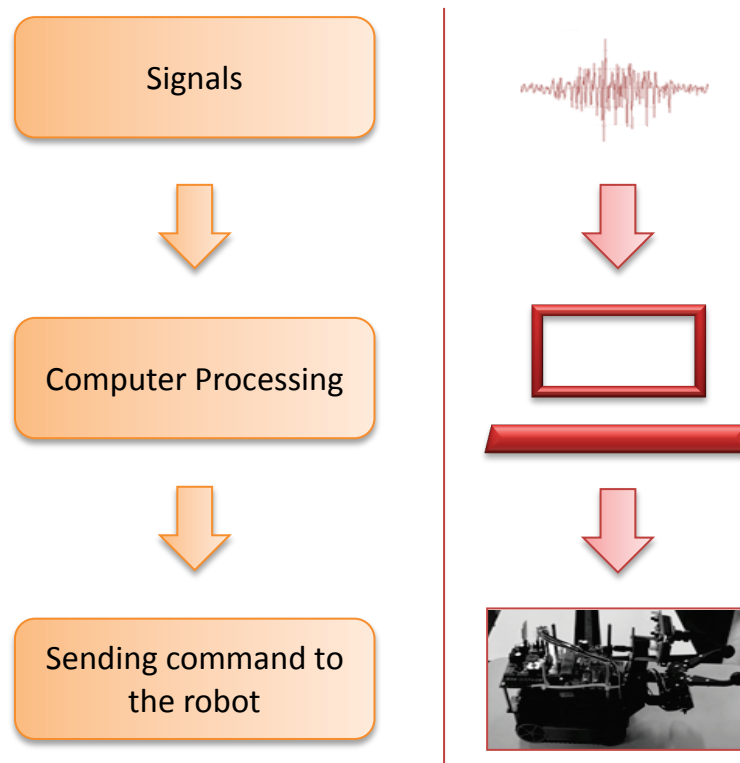 Signals
Computer Processing
Sending command to
the robot